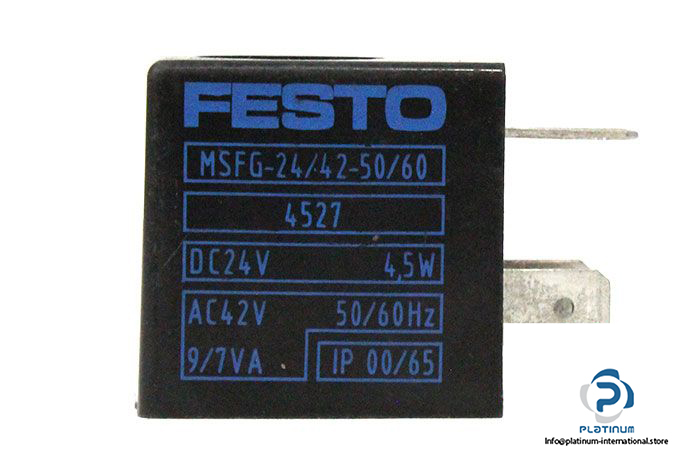 FESTO
MSFG-24/42-50/60
4527
DC24V 4,5W
AC42V 50/60Hz
9/7VA IP 00/65
PLATINUM
Info@platinum-international.store